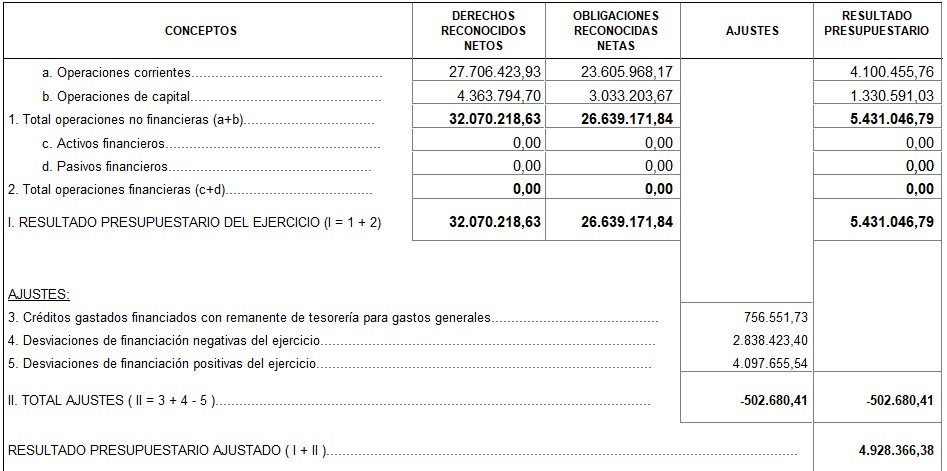 CONCEPTOS DERECHOS RECONOCIDOS NETOS OBLIGACIONES RECONOCIDAS NETAS AJUSTES RESULTADO PRESUPUESTARIO
a. Operaciones corrientes........................................................ 27.706.423,93 23.605.968,17 4.100.455,76
b. Operaciones de capital........................................................ 4.363.794,70 3.033.203,67 1.330.591,03
1. Total operaciones no financieras (a+b)...................................... 32.070.218,63 26.639.171,84 5.431.046,79
c. Activos financieros............................................................... 0,00 0,00 0,00
d. Pasivos financieros............................................................ 0,00 0,00 0,00
2. Total operaciones financieras (c+d)........................................... 0,00 0,00 0,00
I. RESULTADO PRESUPUESTARIO DEL EJERCICIO (I = 1 + 2) 32.070.218,63 26.639.171,84 5.431.046,79
AJUSTES:
3. Créditos gastados financiados con remanente de tesorería para gastos generales................................................. 756.551,73
4. Desviaciones de financiación negativas del ejercicio.................................................................................................. 2.838.423,40
5. Desviaciones de financiación positivas del ejercicio.................................................................................................. 4.097.655,54
II. TOTAL AJUSTES ( II = 3 + 4 - 5 )................................................................................................................................ -502.680,41 -502.680,41
RESULTADO PRESUPUESTARIO AJUSTADO ( I + II )........................................................................................................................................... 4.928.366,38